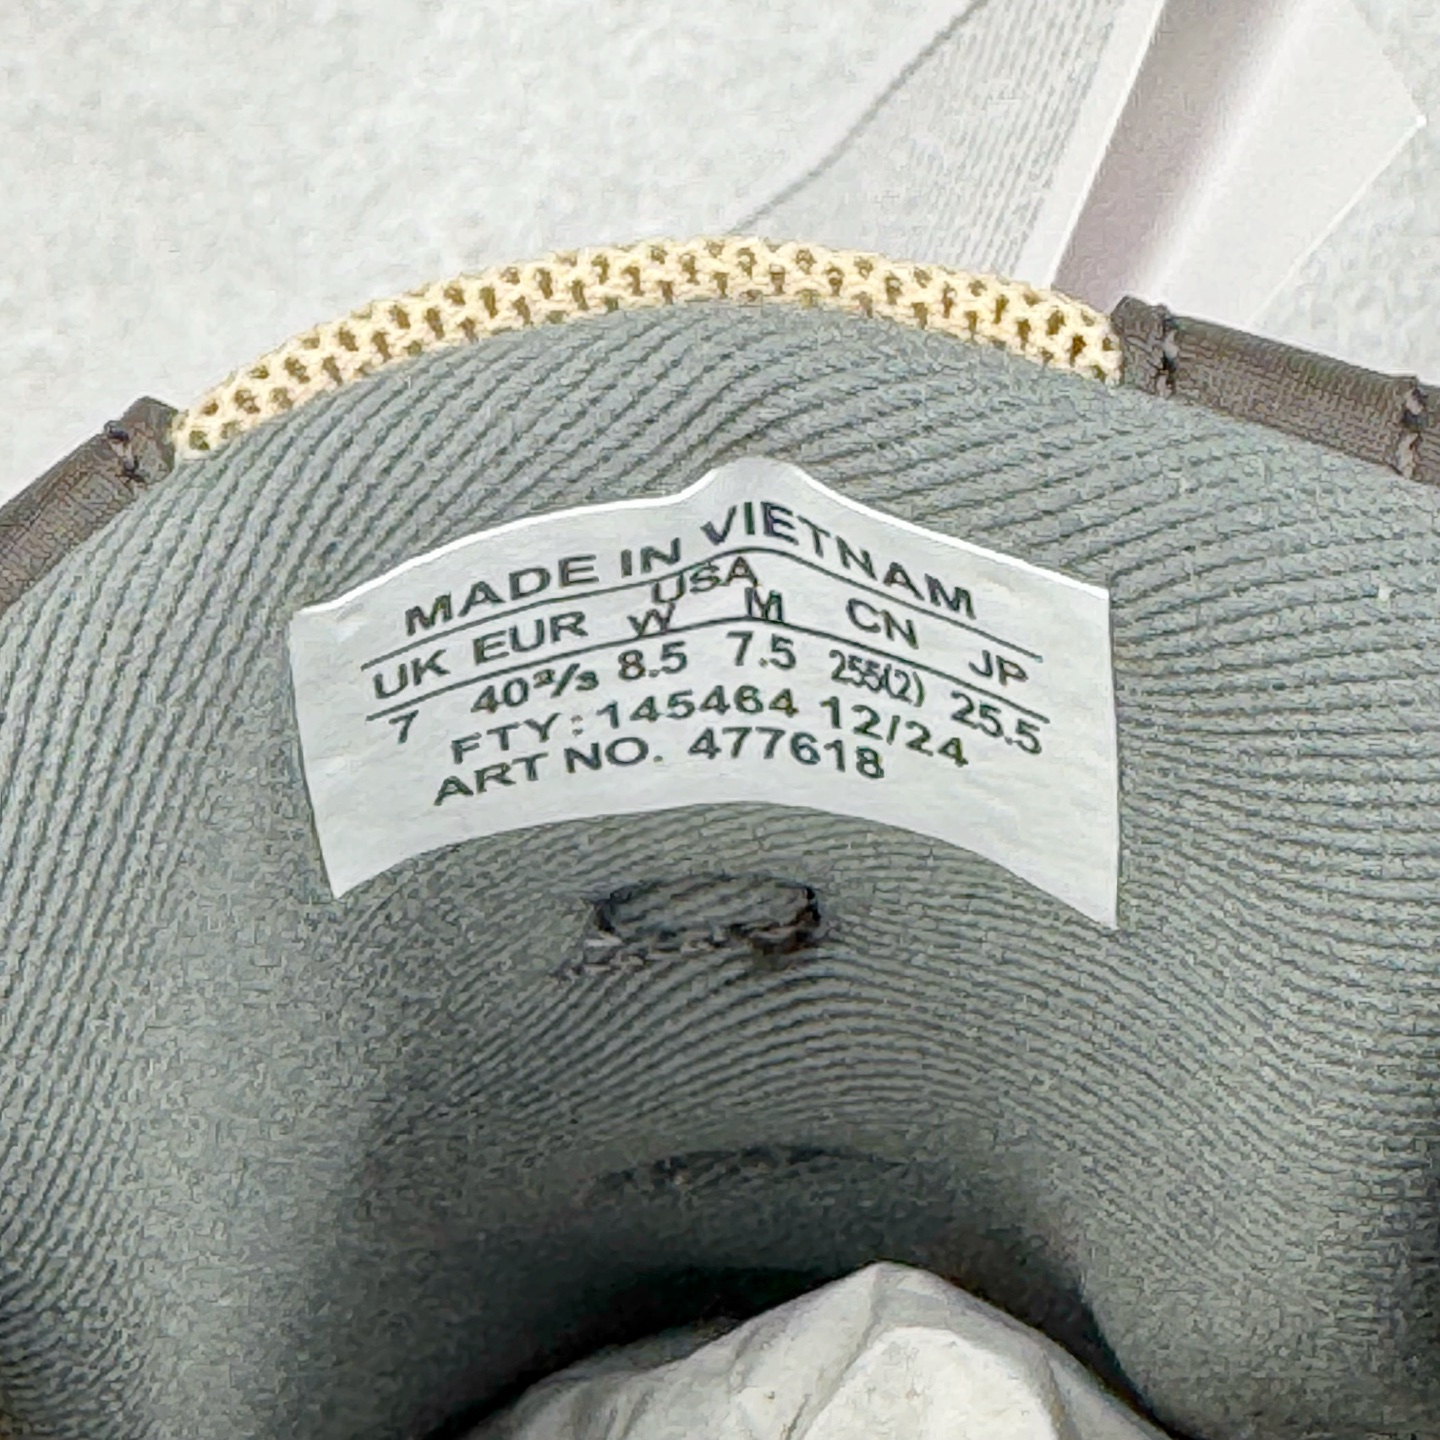 MADE IN VIETNAM
USA
UK EUR W M CN JP
7 40⅔ 8.5 7.5 255(2) 25.5
FTY: 145464 12/24
ART NO. 477618